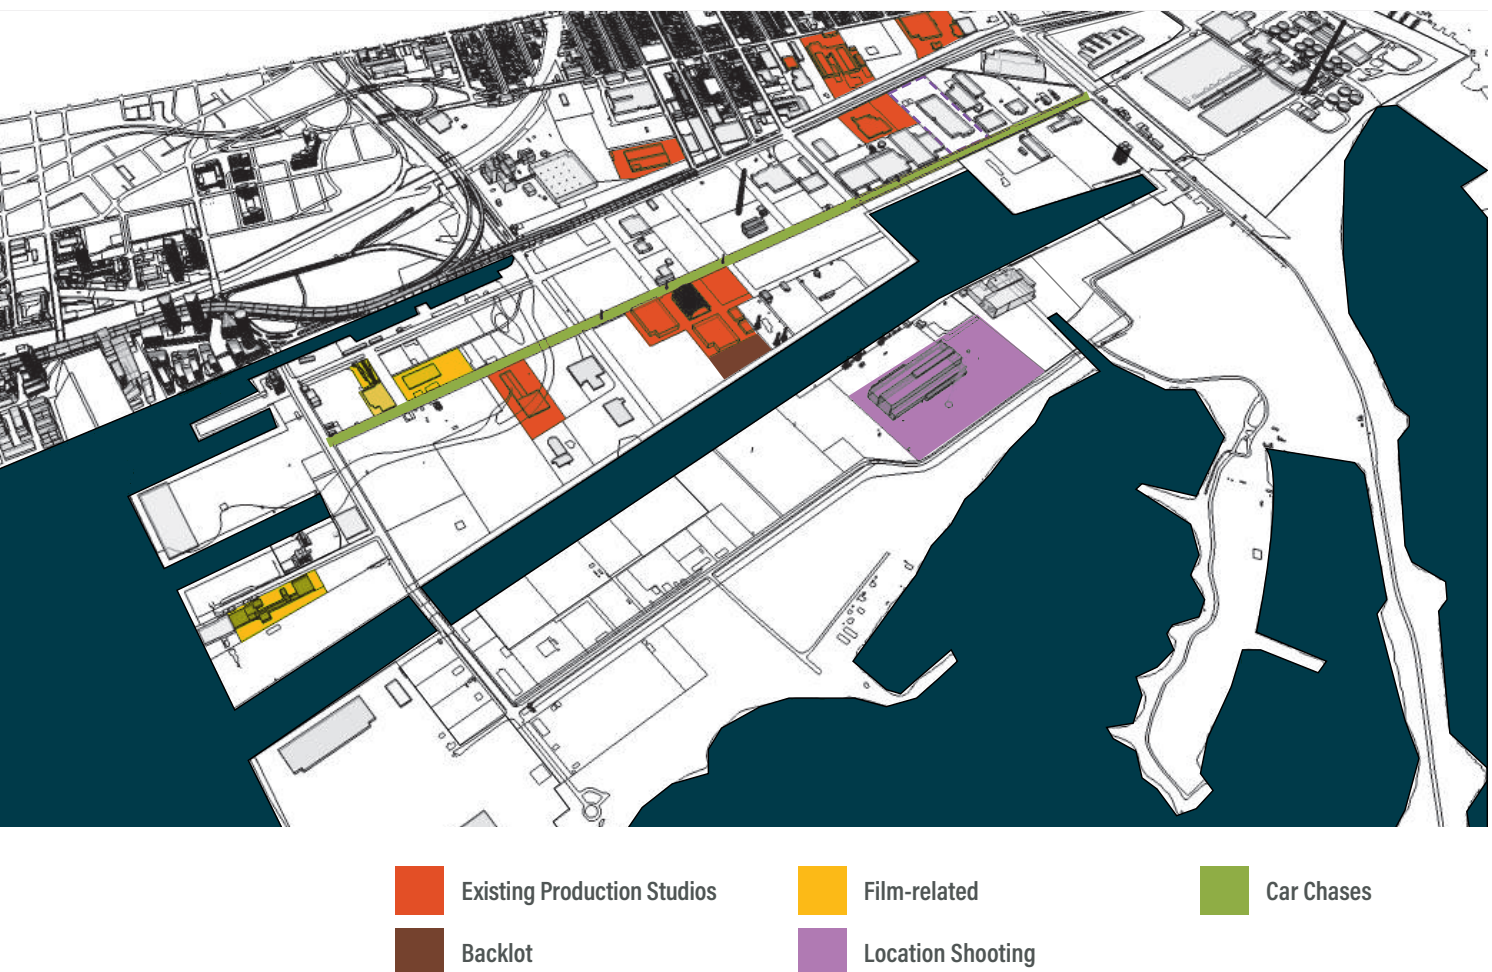 Existing Production Studios
Film-related
Car Chases
Backlot
Location Shooting